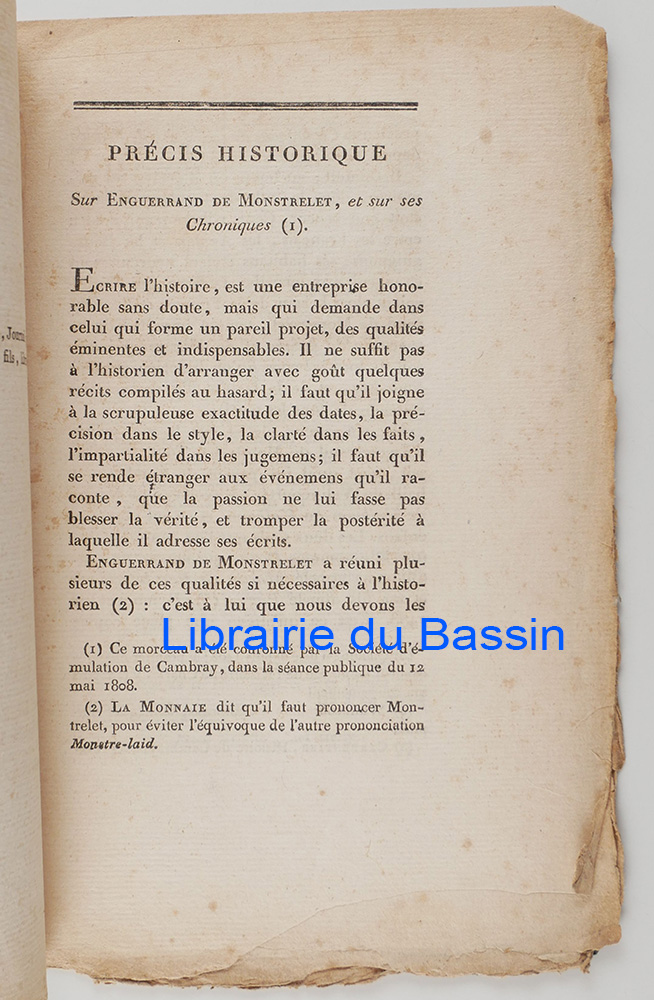 PRÉCIS HISTORIQUE
Sur ENGUERRAND DE MONSTRELET, et sur ses
Chroniques (1).
ECRIRE l'histoire, est une entreprise hono-
rable sans doute, mais qui demande dans
celui qui forme un pareil projet, des qualités
éminentes et indispensables. Il ne suffit pas
à l'historien d'arranger avec goût quelques
récits compilés au hasard; il faut qu'il joigne
à la scrupuleuse exactitude des dates, la pré-
cision dans le style, la clarté dans les faits,
l'impartialité dans les jugemens; il faut qu'il
se rende étranger aux événemens qu'il ra-
conte, que la passion ne lui fasse pas
blesser la vérité, et tromper la postérité à
laquelle il adresse ses écrits.
ENGUERRAND DE MONSTRELET a réuni plu-
sieurs de ces qualités si nécessaires à l'histo-
rien (2) : c'est à lui que nous devons les
Librairie du Bassin
(1) Ce morceau a été couronné par la Société d'é-
mulation de Cambray, dans la séance publique du 12
mai 1808.
(2) LA MONNAIE dit qu'il faut prononcer Mon-
trelet, pour éviter l'équivoque de l'autre prononciation
Monstre-laid.
, Journ
fils,